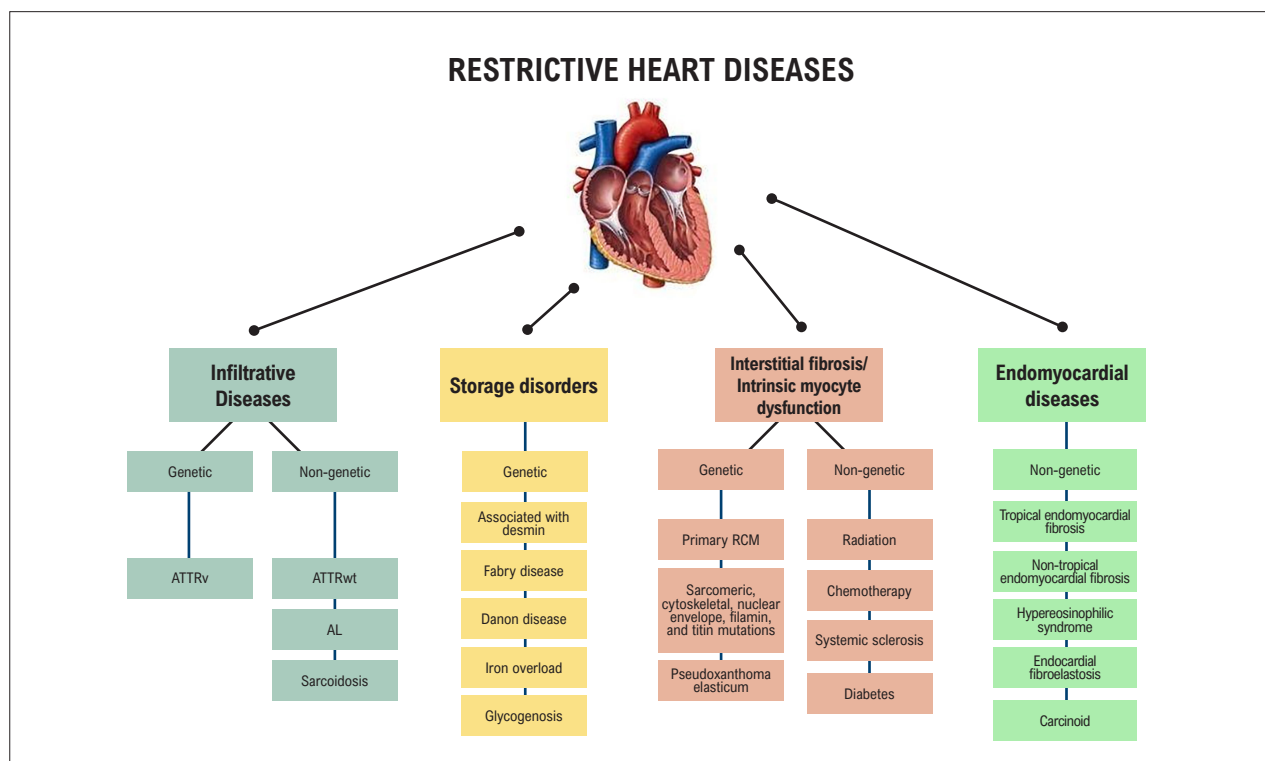 RESTRICTIVE HEART DISEASES
Infiltrative
Diseases
Genetic
ATTRv
Non-genetic
ATTRwt
AL
Sarcoidosis
Storage disorders
Genetic
Associated with
desmin
Fabry disease
Danon disease
Iron overload
Glycogenosis
Interstitial fibrosis/
Intrinsic myocyte
dysfunction
Genetic
Primary RCM
Sarcomeric,
cytoskeletal, nuclear
envelope, filamin,
and titin mutations
Pseudoxanthoma
elasticum
Non-genetic
Radiation
Chemotherapy
Systemic sclerosis
Diabetes
Endomyocardial
diseases
Non-genetic
Tropical endomyocardial
fibrosis
Non-tropical
endomyocardial fibrosis
Hypereosinophilic
syndrome
Endocardial
fibroelastosis
Carcinoid